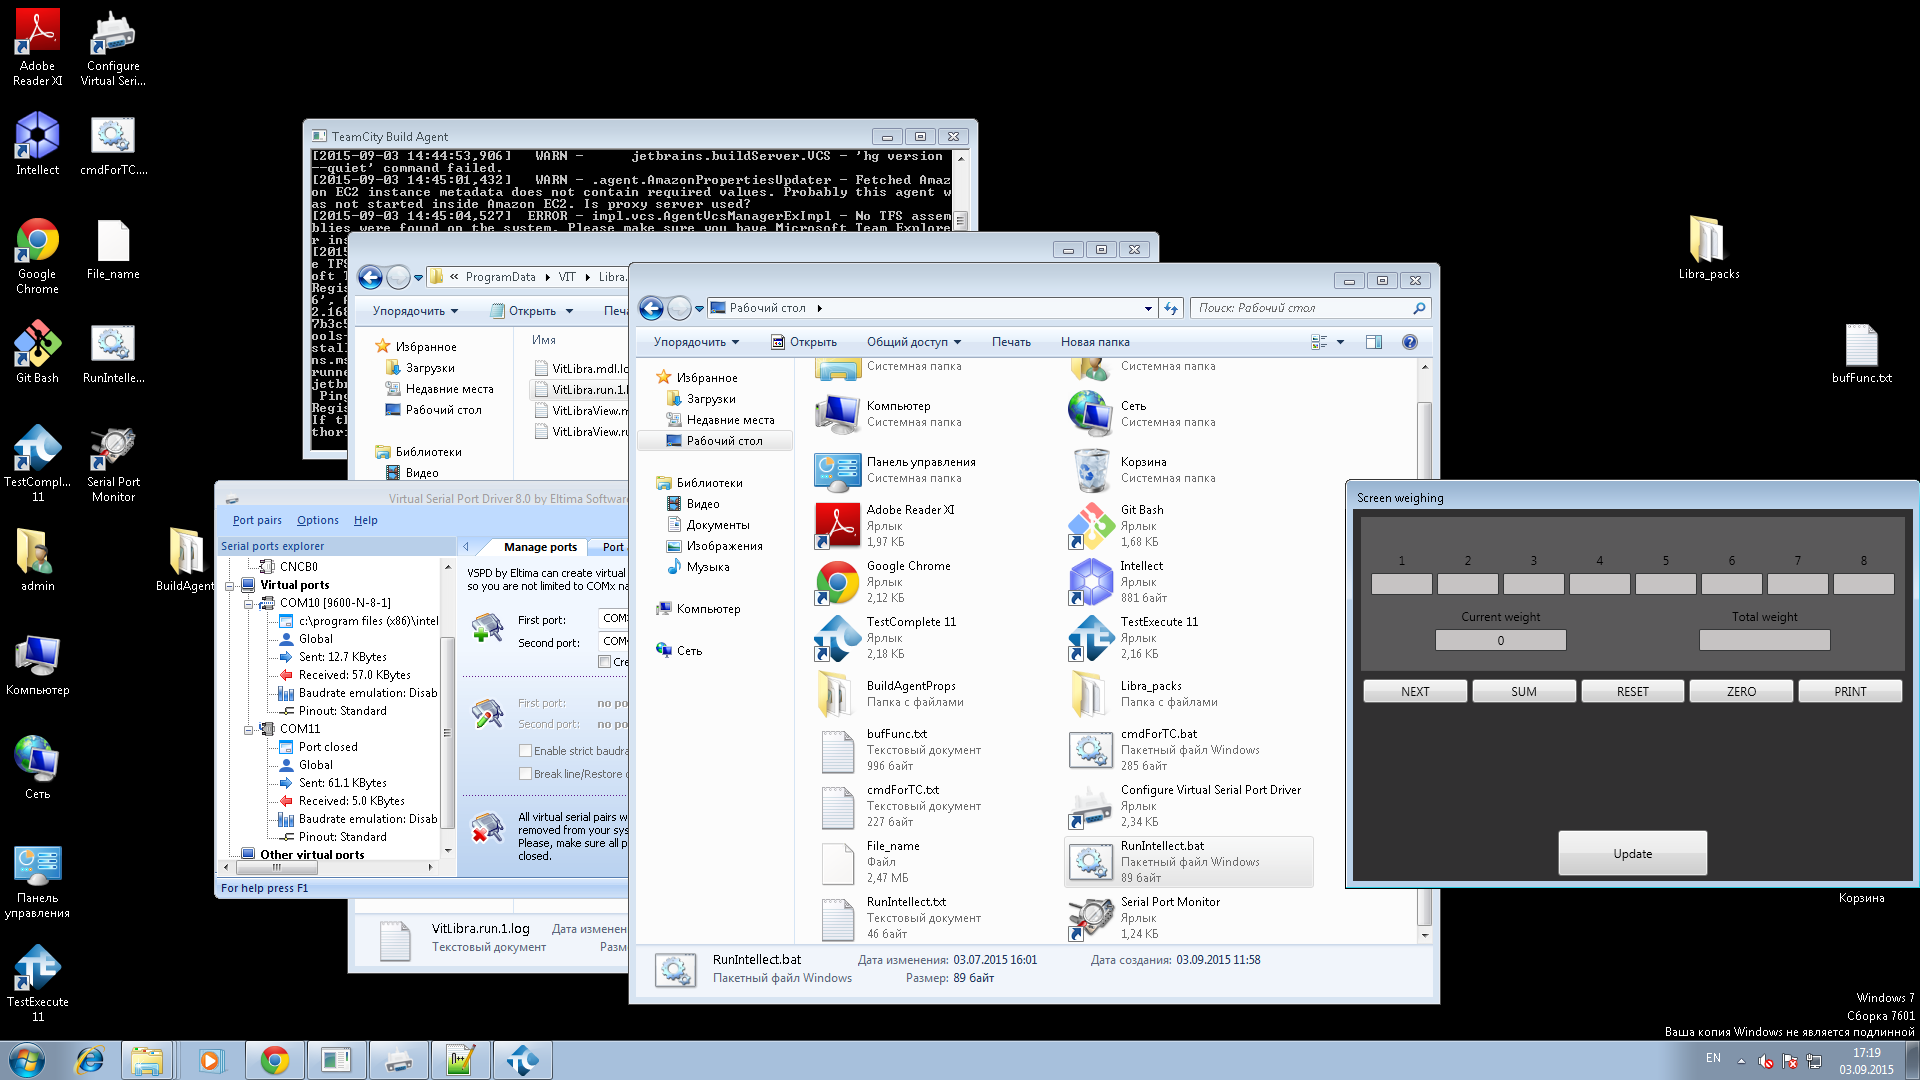 Adobe
Reader XI
Configure
Virtual Seri...
Intellect
cmdForTC....
Google
Chrome
File_name
Git Bash
RunIntelle...
TestCompl...
11
Serial Port
Monitor
admin
BuildAgent
Компьютер
Сеть
Панель
управления
TestExecute
11
Libra_packs
bufFunc.txt
Корзина
TeamCity Build Agent
[2015-09-03 14:44:53,906]   WARN -      jetbrains.buildServer.VCS - 'hg version
--quiet' command failed.
[2015-09-03 14:45:01,432]   WARN - .agent.AmazonPropertiesUpdater - Fetched Amaz
on EC2 instance metadata does not contain required values. Probably this agent w
as not started inside Amazon EC2. Is proxy server used?
[2015-09-03 14:45:04,527]  ERROR - impl.vcs.AgentVcsManagerExImpl - No TFS assem
blies were found on the system. Please make sure you have Microsoft Team Explore
r ins
[2015
e TFS
oft T
Regis
6', A
2.168
7b3c5
ools-
stall
ns.ms
runne
jetbr
Ping
Regis
If th
thori
« ProgramData ▸ VIT ▸ Libra.
Упорядочить
Открыть
Печа
Избранное
Загрузки
Недавние места
Рабочий стол
Библиотеки
Видео
Имя
VitLibra.mdl.lo
VitLibra.run.1.l
VitLibraView.m
VitLibraView.ru
VitLibra.run.1.log
Дата изменен
Текстовый документ
Разм
Virtual Serial Port Driver 8.0 by Eltima Software
Port pairs
Options
Help
Serial ports explorer
CNCB0
Virtual ports
COM10 [9600-N-8-1]
c:\program files (x86)\intel
Global
Sent: 12.7 KBytes
Received: 57.0 KBytes
Baudrate emulation: Disab
Pinout: Standard
COM11
Port closed
Global
Sent: 61.1 KBytes
Received: 5.0 KBytes
Baudrate emulation: Disab
Pinout: Standard
Other virtual ports
For help press F1
Manage ports
Port
VSPD by Eltima can create virtual
so you are not limited to COMx na
First port:
COM
Second port:
COM
Cre
First port:
no po
Second port:
no po
Enable strict baudra
Break line/Restore c
All virtual serial pairs w
removed from your sys
Please, make sure all p
closed.
Рабочий стол ▸
Поиск: Рабочий стол
Упорядочить
Открыть
Общий доступ
Печать
Новая папка
Избранное
Загрузки
Недавние места
Рабочий стол
Библиотеки
Видео
Документы
Изображения
Музыка
Компьютер
Сеть
Системная папка
Системная папка
Компьютер
Системная папка
Сеть
Системная папка
Панель управления
Системная папка
Корзина
Системная папка
Adobe Reader XI
Ярлык
1,97 КБ
Git Bash
Ярлык
1,68 КБ
Google Chrome
Ярлык
2,12 КБ
Intellect
Ярлык
881 байт
TestComplete 11
Ярлык
2,18 КБ
TestExecute 11
Ярлык
2,16 КБ
BuildAgentProps
Папка с файлами
Libra_packs
Папка с файлами
bufFunc.txt
Текстовый документ
996 байт
cmdForTC.bat
Пакетный файл Windows
285 байт
cmdForTC.txt
Текстовый документ
227 байт
Configure Virtual Serial Port Driver
Ярлык
2,34 КБ
File_name
Файл
2,47 МБ
RunIntellect.bat
Пакетный файл Windows
89 байт
RunIntellect.txt
Текстовый документ
46 байт
Serial Port Monitor
Ярлык
1,24 КБ
RunIntellect.bat
Дата изменения: 03.07.2015 16:01
Дата создания: 03.09.2015 11:58
Пакетный файл Windows
Размер: 89 байт
Screen weighing
1 2 3 4 5 6 7 8
Current weight
Total weight
0
NEXT
SUM
RESET
ZERO
PRINT
Update
Windows 7
Сборка 7601
Ваша копия Windows не является подлинной
EN
17:19
03.09.2015